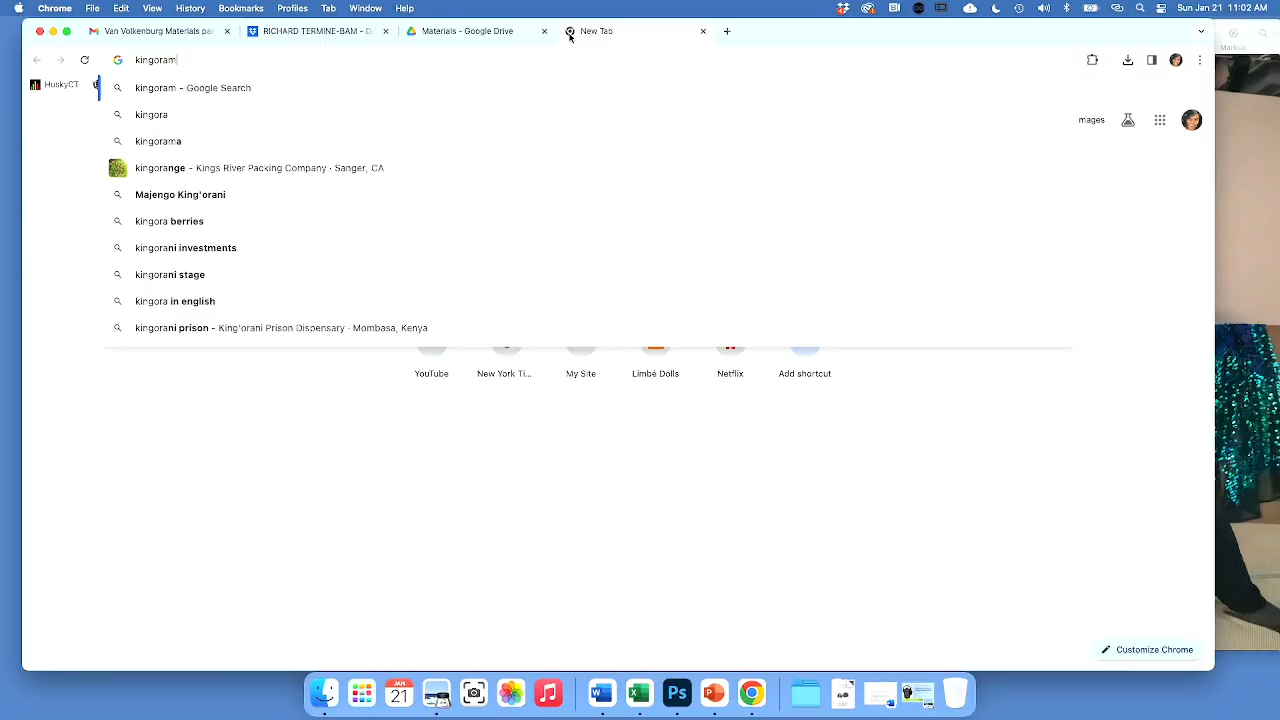 Chrome File Edit View History Bookmarks Profiles Tab Window Help
Sun Jan 21 11:02 AM
Van Volkenburg Materials par
RICHARD TERMINE-BAM - D
Materials - Google Drive
New Tab
Markup
kingoram
HuskyCT
kingoram - Google Search
kingora
kingorama
kingorange - Kings River Packing Company · Sanger, CA
Majengo King'orani
kingora berries
kingorani investments
kingorani stage
kingora in english
kingorani prison - King'orani Prison Dispensary · Mombasa, Kenya
mages
YouTube
New York Ti...
My Site
Limbé Dolls
Netflix
Add shortcut
Customize Chrome
JAN
21
Ps